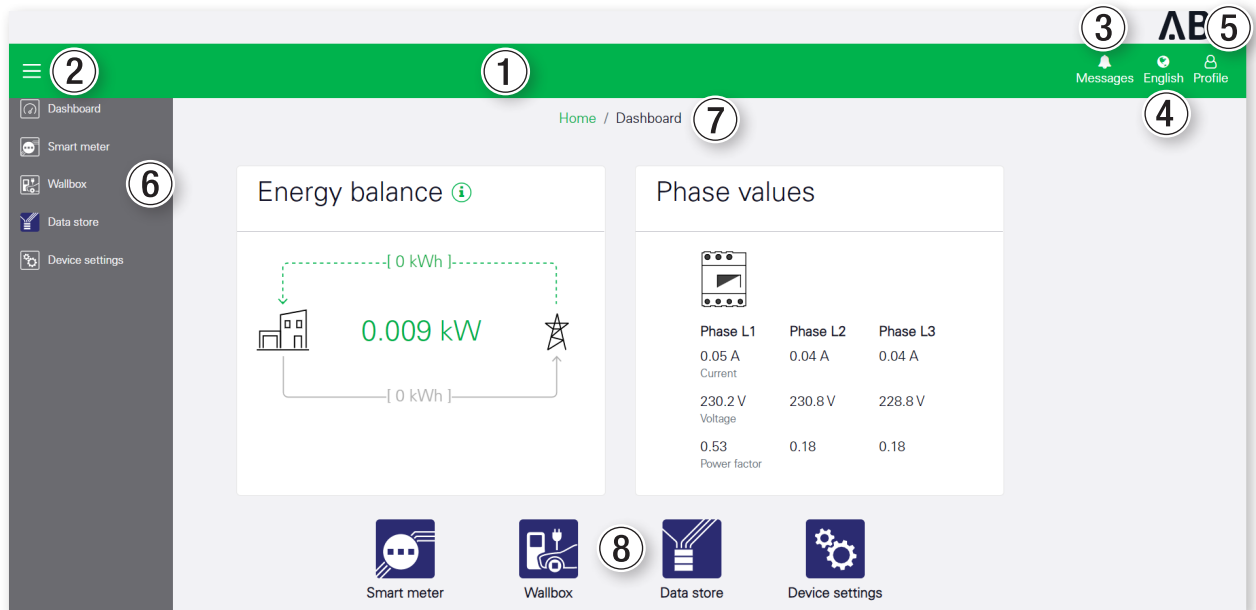 3
AB
5
2
1
Messages
English
Profile
Dashboard
Home / Dashboard
7
4
Smart meter
Wallbox
6
Data store
Device settings
Energy balance i
[ 0 kWh ]
0.009 kW
[ 0 kWh ]
Phase values
Phase L1 Phase L2 Phase L3
0.05 A 0.04 A 0.04 A
Current
230.2 V 230.8 V 228.8 V
Voltage
0.53 0.18 0.18
Power factor
8
Smart meter
Wallbox
Data store
Device settings